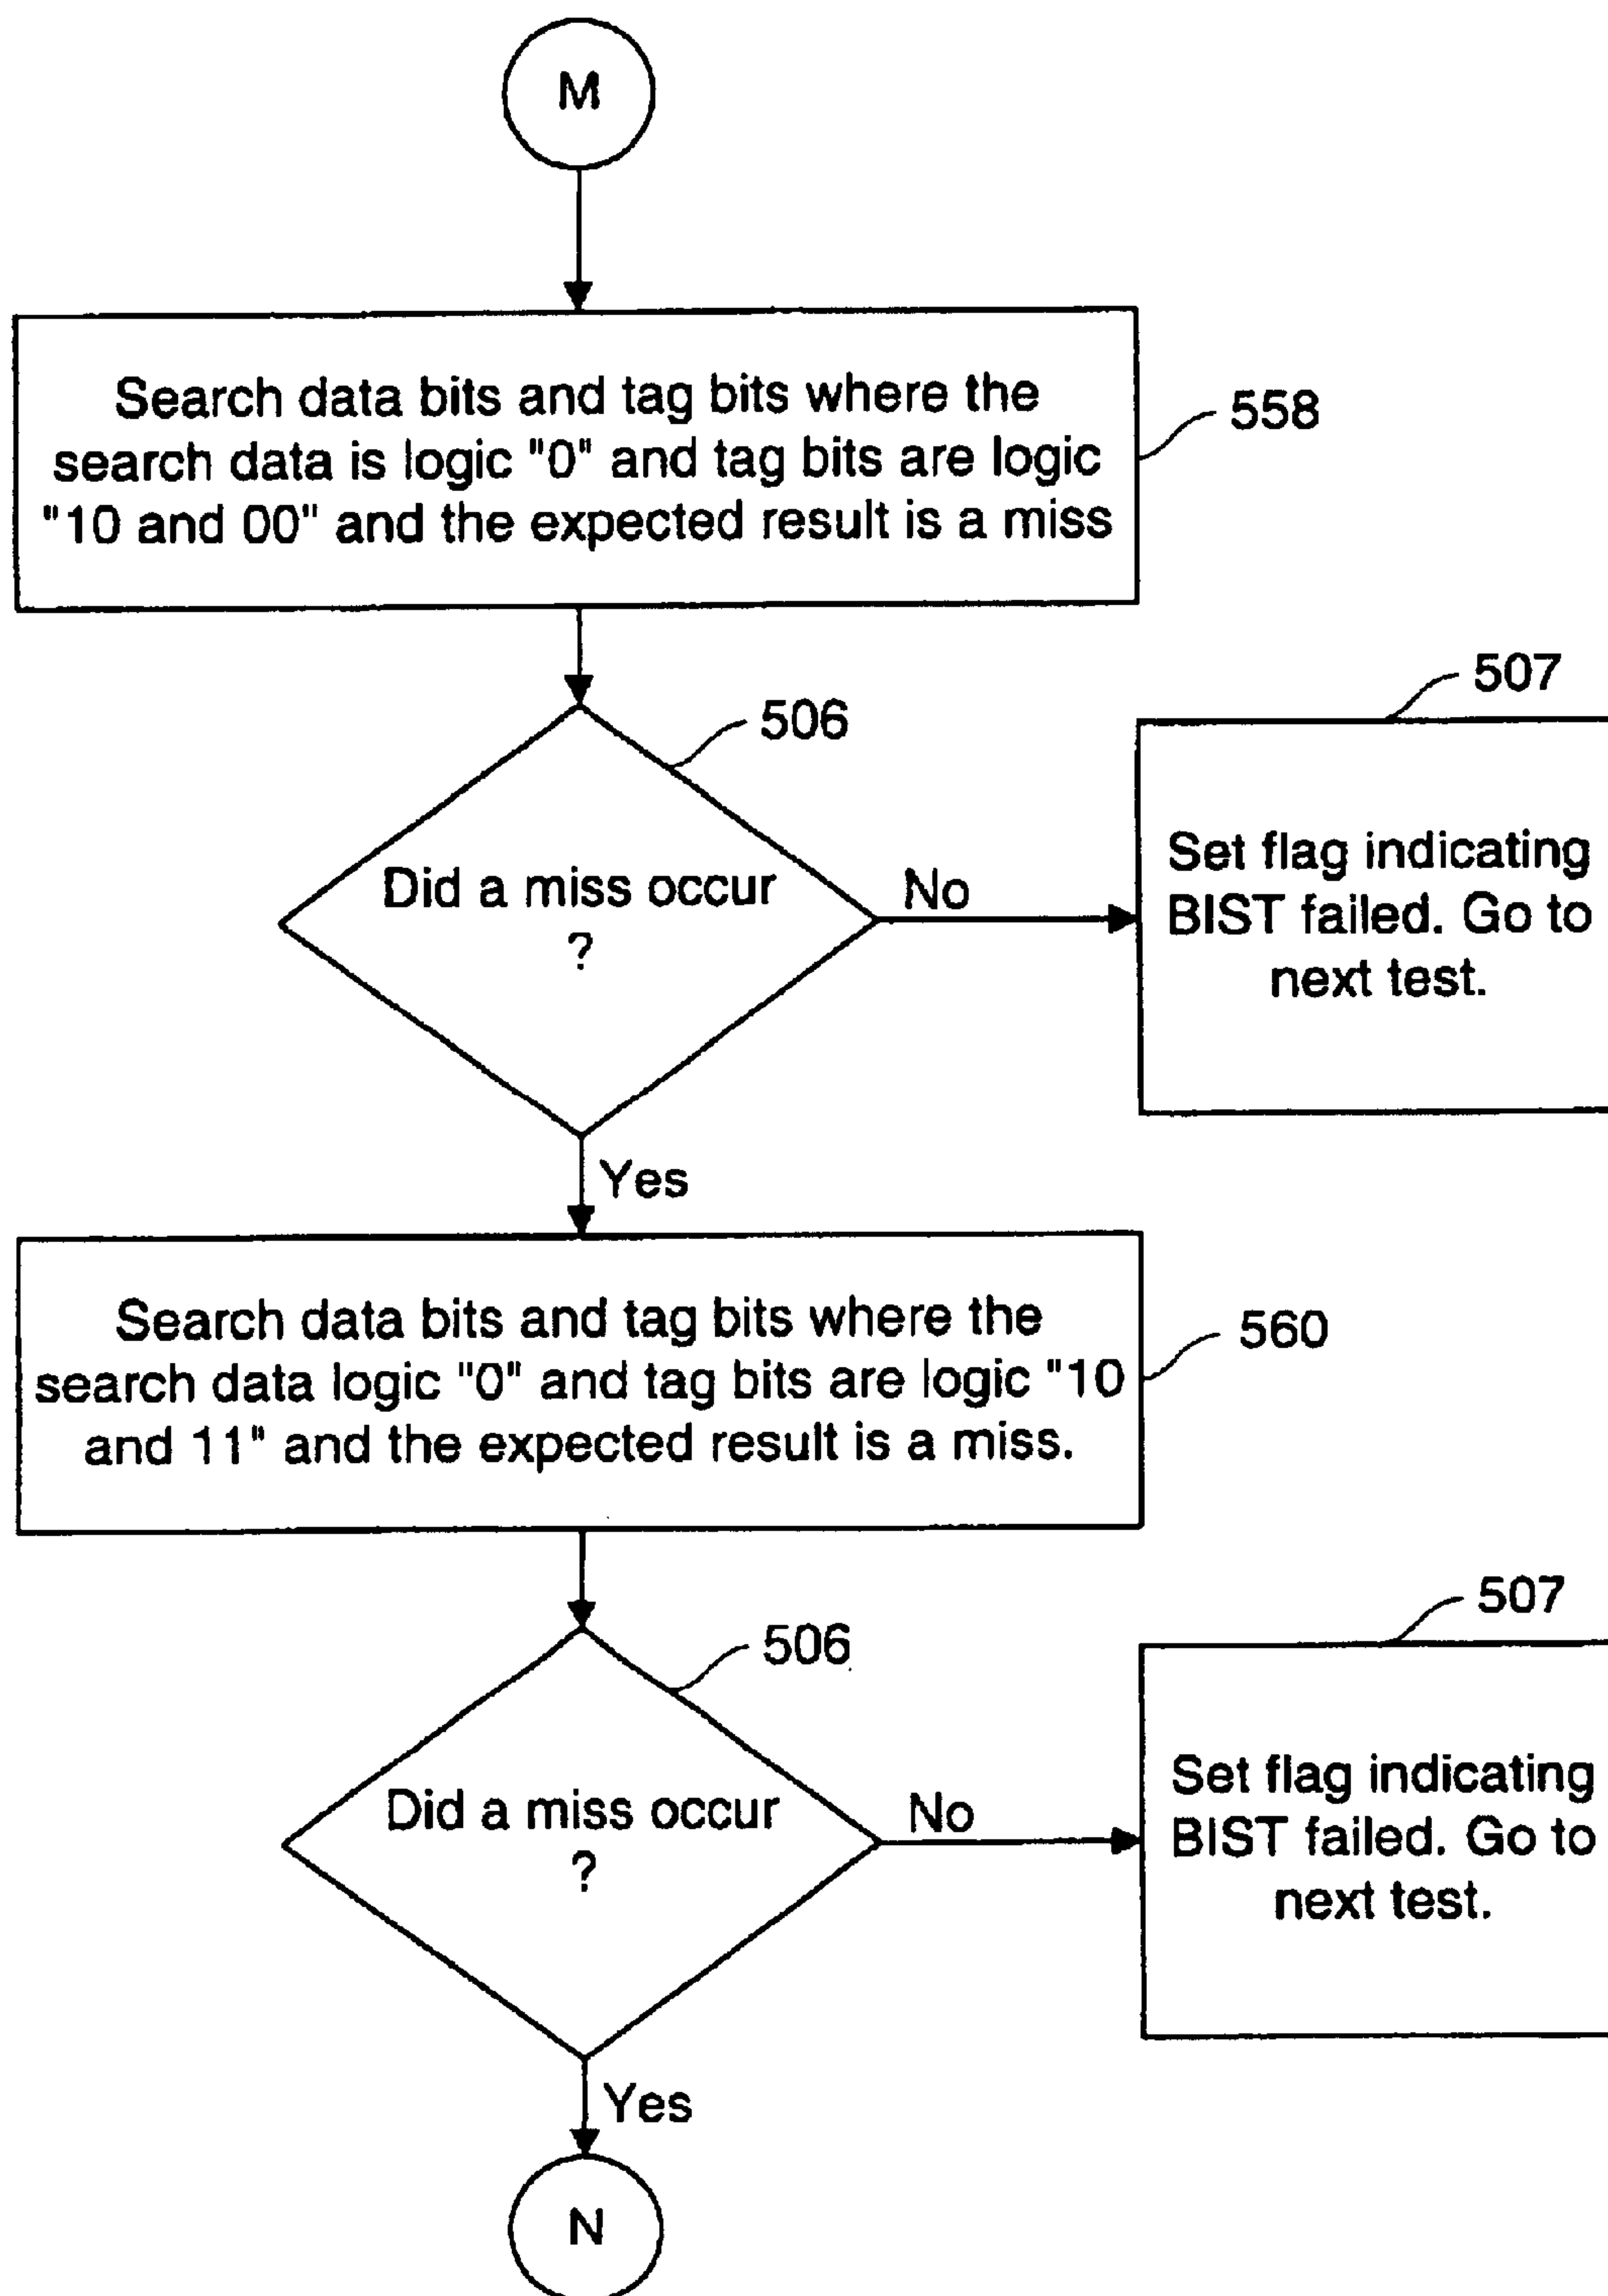 M
Search data bits and tag bits where the
search data is logic "0" and tag bits are logic
"10 and 00" and the expected result is a miss
558
506
Did a miss occur
?
No
507
Set flag indicating
BIST failed. Go to
next test.
Yes
Search data bits and tag bits where the
search data logic "0" and tag bits are logic "10
and 11" and the expected result is a miss.
560
506
Did a miss occur
?
No
507
Set flag indicating
BIST failed. Go to
next test.
Yes
N